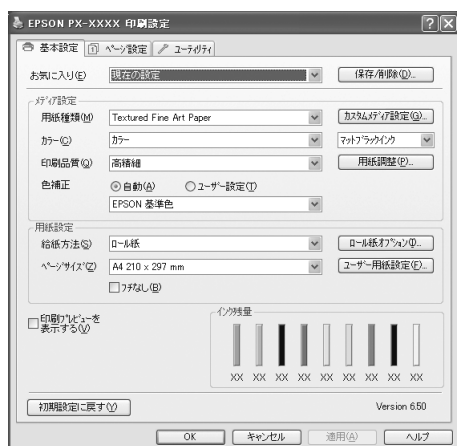 EPSON PX-XXXX 印刷設定
基本設定 ページ設定 ユーティリティ
お気に入り(E) 現在の設定 保存/削除(D)...
メディア設定
用紙種類(M) Textured Fine Art Paper カスタムメディア設定(G)...
カラー(C) カラー マットブラックインク
印刷品質(Q) 高精細 用紙調整(P)...
色補正 自動(A) ユーザー設定(T)
EPSON 基準色
用紙設定
給紙方法(S) ロール紙 ロール紙オプション(I)...
ページサイズ(Z) A4 210 x 297 mm ユーザー用紙設定(F)...
フチなし(B)
印刷プレビューを
表示する(V)
インク残量
XX XX XX XX XX XX XX XX XX
初期設定に戻す(Y) Version 6.50
OK キャンセル 適用(A) ヘルプ